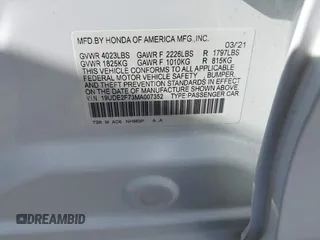 MFD. BY HONDA OF AMERICA MFG., INC. 03/21
GVWR 4023LBS GAWR F 2226LBS R 1797LBS
GVWR 1825KG GAWR F 1010KG R 815KG
THIS VEHICLE CONFORMS TO ALL APPLICABLE FEDERAL
MOTOR VEHICLE SAFETY, BUMPER, AND THEFT PREVENTION
STANDARDS IN EFFECT ON THE DATE OF MANUFACTURE SHOWN
ABOVE.
V.I.N. 19UDE2F73MA007352 TYPE:PASSENGER CAR
DREAMBID